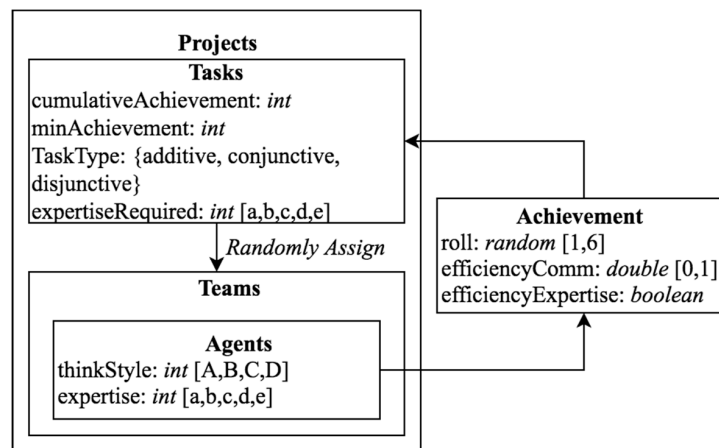 Projects
Tasks
cumulativeAchievement: int
minAchievement: int
TaskType: {additive, conjunctive,
disjunctive}
expertiseRequired: int [a,b,c,d,e]
Randomly Assign
Teams
Agents
thinkStyle: int [A,B,C,D]
expertise: int [a,b,c,d,e]
Achievement
roll: random [1,6]
efficiencyComm: double [0,1]
efficiencyExpertise: boolean